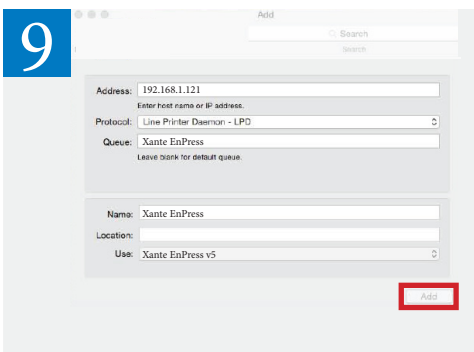 9
Add
Search
Search
Address: 192.168.1.121
Enter host name or IP address.
Protocol: Line Printer Daemon - LPD
Queue: Xante EnPress
Leave blank for default queue.
Name: Xante EnPress
Location:
Use: Xante EnPress v5
Add